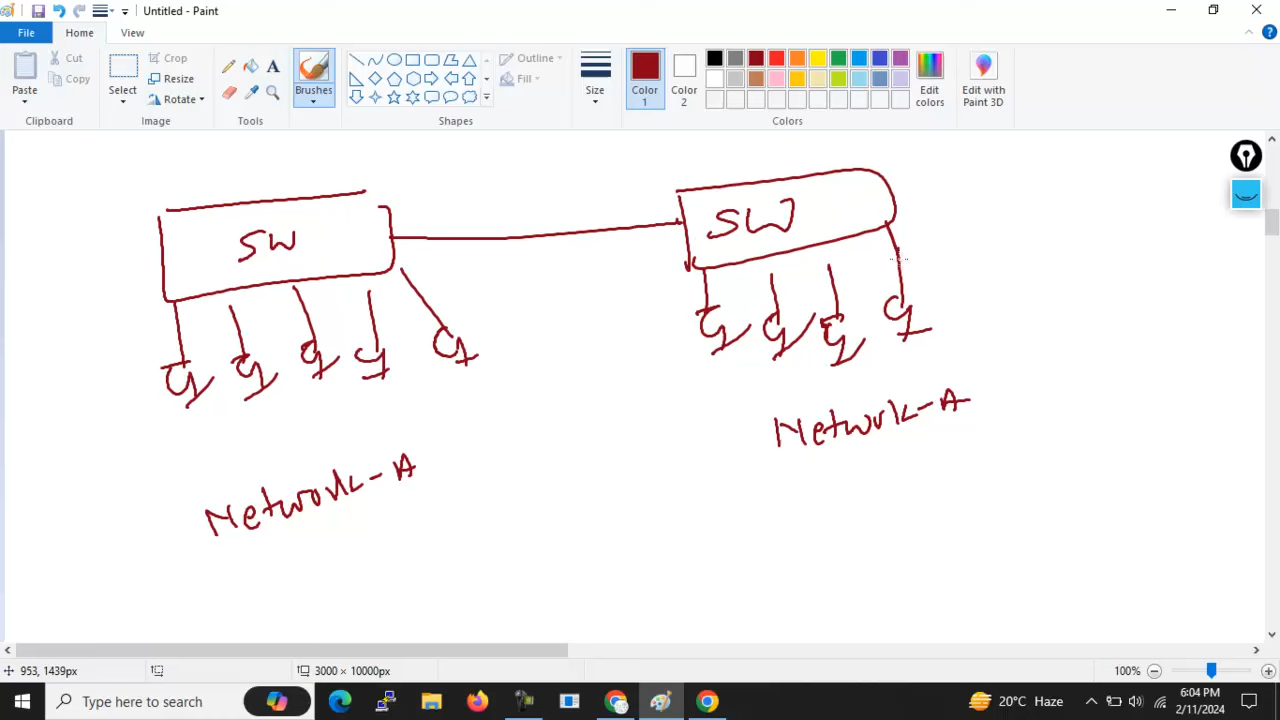 Untitled - Paint
File Home View
Paste
Cut
Copy
Clipboard
Select
Crop
Resize
Rotate
Image
A
Tools
Brushes
Shapes
Outline
Fill
Size
Color 1
Color 2
Edit colors
Colors
Edit with Paint 3D
SW
SW
Network-A
Network-A
953, 1439px
3000 × 10000px
100%
Type here to search
20°C Haze
6:04 PM
2/11/2024